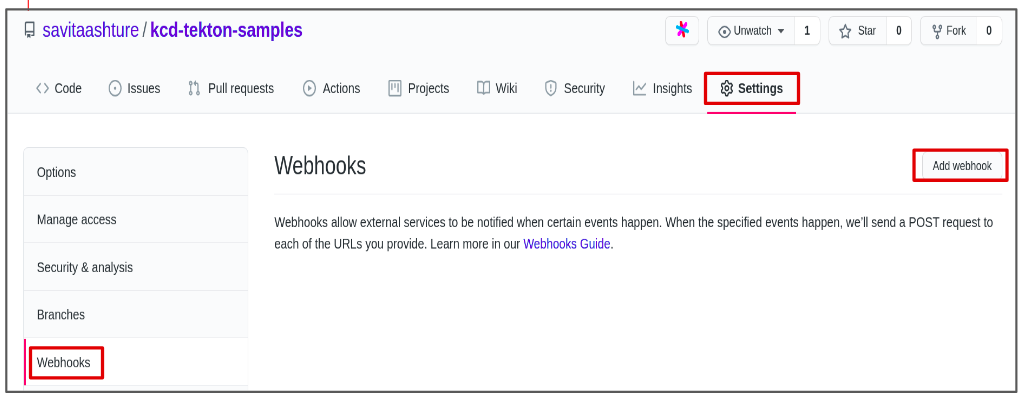 savitaashture / kcd-tekton-samples
Unwatch 1 Star 0 Fork 0
Code Issues Pull requests Actions Projects Wiki Security Insights Settings
Options
Manage access
Security & analysis
Branches
Webhooks
Webhooks
Add webhook
Webhooks allow external services to be notified when certain events happen. When the specified events happen, we'll send a POST request to
each of the URLs you provide. Learn more in our Webhooks Guide.